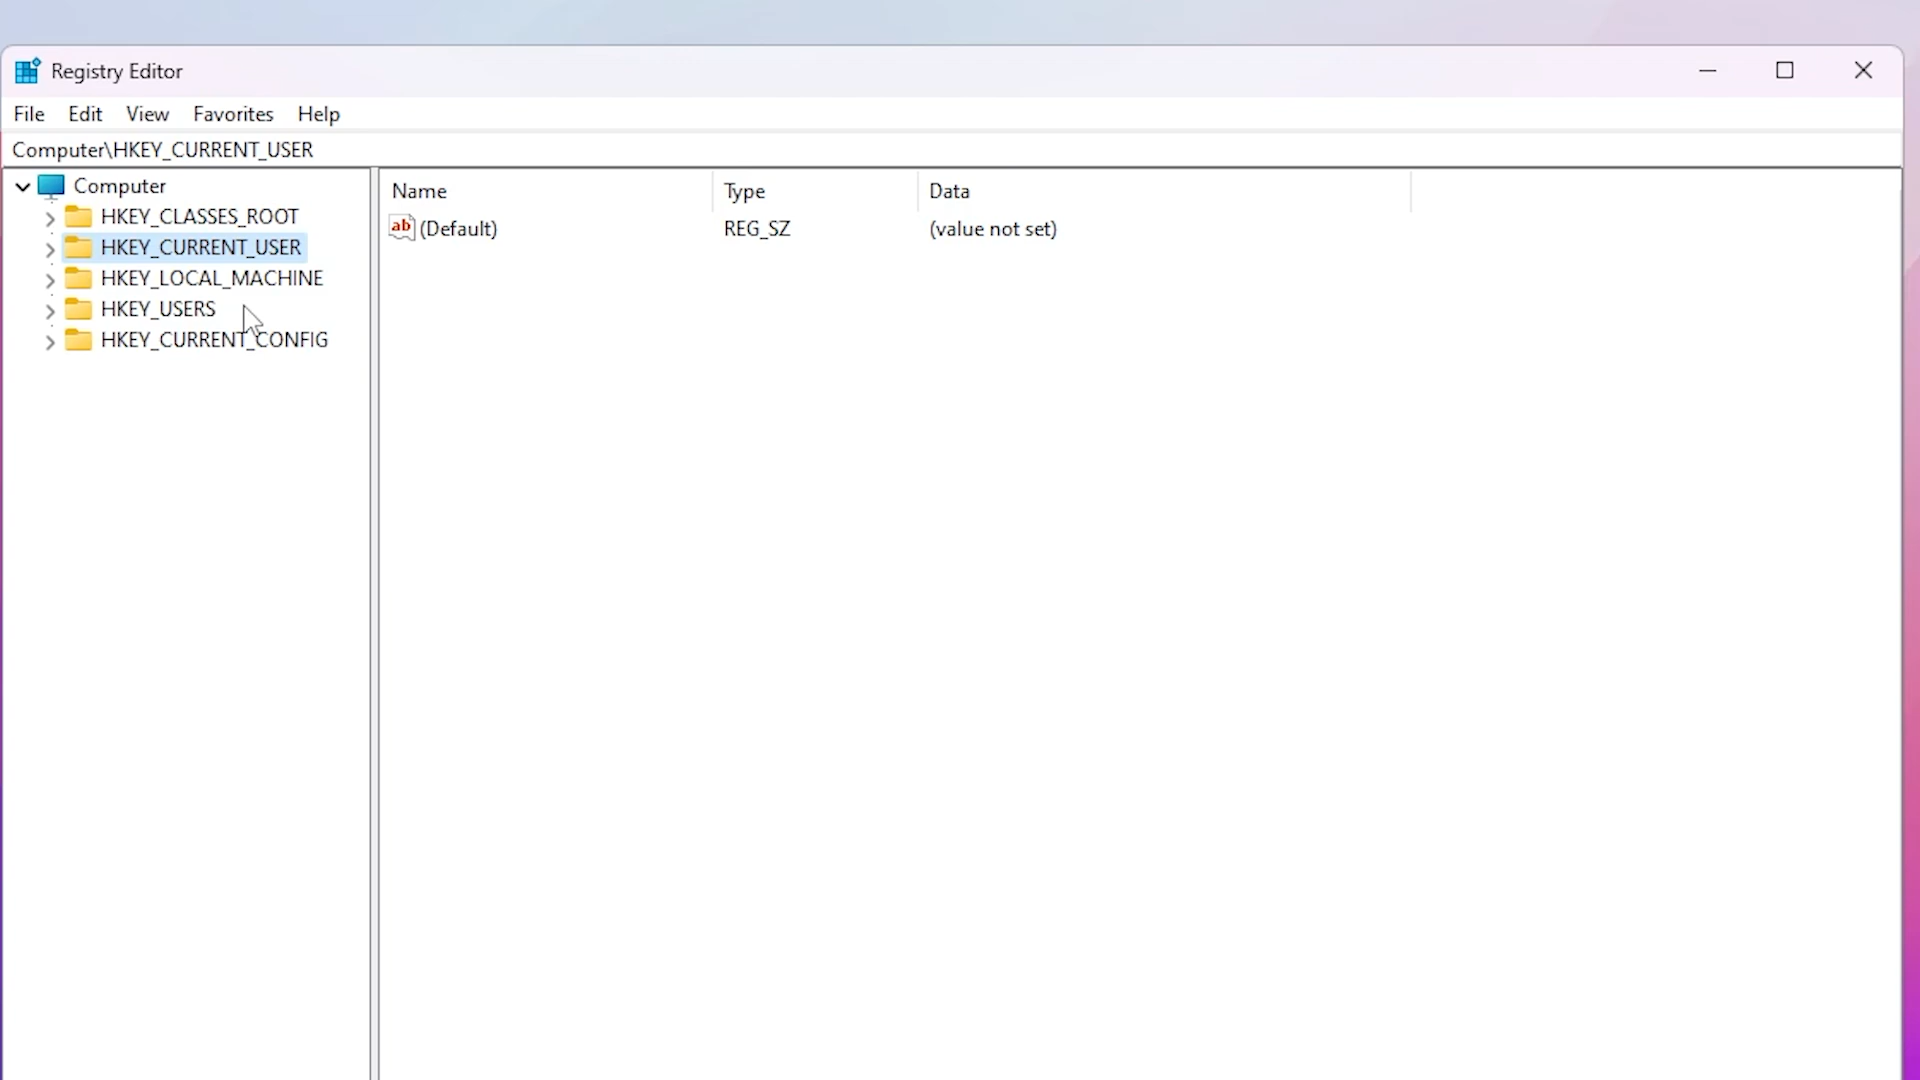 Registry Editor
File Edit View Favorites Help
Computer\HKEY_CURRENT_USER
Computer
HKEY_CLASSES_ROOT
HKEY_CURRENT_USER
HKEY_LOCAL_MACHINE
HKEY_USERS
HKEY_CURRENT_CONFIG
Name Type Data
ab (Default) REG_SZ (value not set)